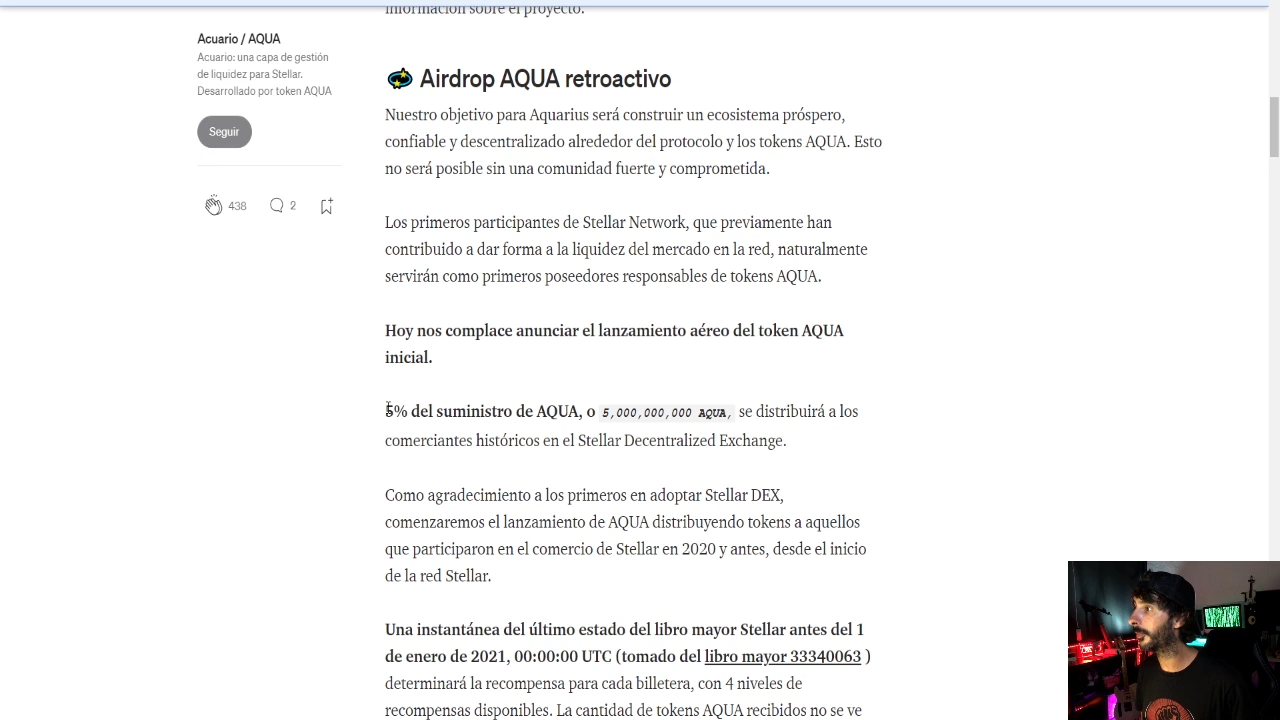 información sobre el proyecto.
Acuario / AQUA
Acuario: una capa de gestión
de liquidez para Stellar.
Desarrollado por token AQUA
Seguir
438
2
Airdrop AQUA retroactivo
Nuestro objetivo para Aquarius será construir un ecosistema próspero,
confiable y descentralizado alrededor del protocolo y los tokens AQUA. Esto
no será posible sin una comunidad fuerte y comprometida.
Los primeros participantes de Stellar Network, que previamente han
contribuido a dar forma a la liquidez del mercado en la red, naturalmente
servirán como primeros poseedores responsables de tokens AQUA.
Hoy nos complace anunciar el lanzamiento aéreo del token AQUA
inicial.
5% del suministro de AQUA, o 5,000,000,000 AQUA, se distribuirá a los
comerciantes históricos en el Stellar Decentralized Exchange.
Como agradecimiento a los primeros en adoptar Stellar DEX,
comenzaremos el lanzamiento de AQUA distribuyendo tokens a aquellos
que participaron en el comercio de Stellar en 2020 y antes, desde el inicio
de la red Stellar.
Una instantánea del último estado del libro mayor Stellar antes del 1
de enero de 2021, 00:00:00 UTC (tomado del libro mayor 33340063 )
determinará la recompensa para cada billetera, con 4 niveles de
recompensas disponibles. La cantidad de tokens AQUA recibidos no se ve